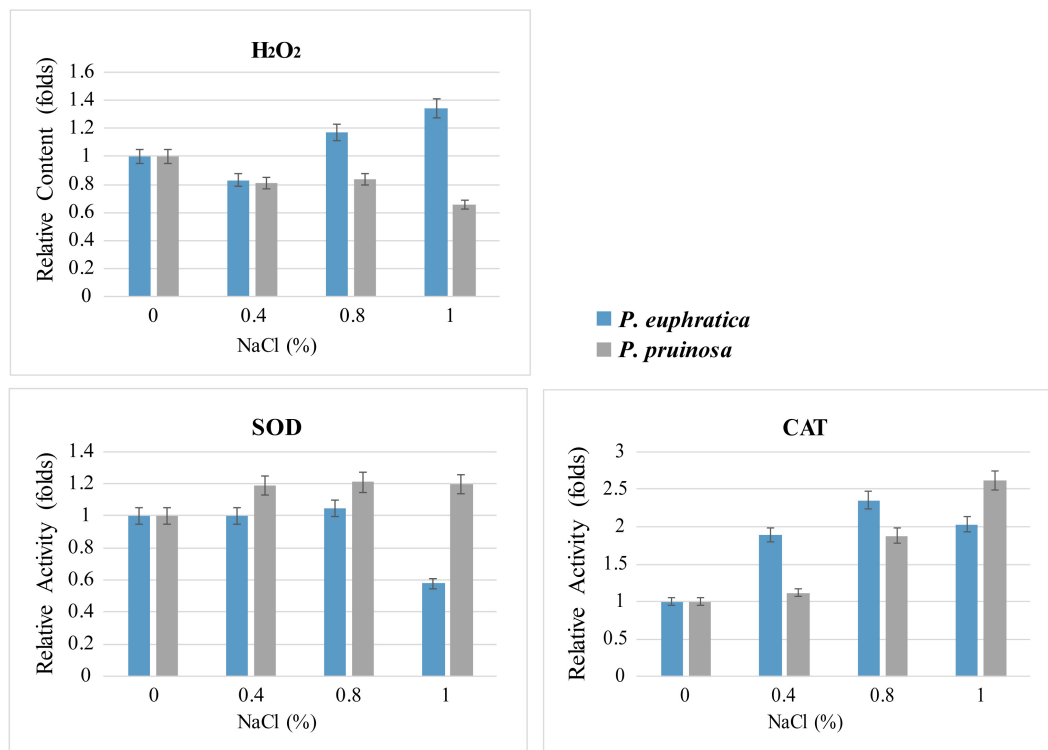 H₂O₂
Relative Content (folds)
1.6
1.4
1.2
1
0.8
0.6
0.4
0.2
0
0 0.4 0.8 1
NaCl (%)
P. euphratica
P. pruinosa
SOD
Relative Activity (folds)
1.4
1.2
1
0.8
0.6
0.4
0.2
0
0 0.4 0.8 1
NaCl (%)
CAT
Relative Activity (folds)
3
2.5
2
1.5
1
0.5
0
0 0.4 0.8 1
NaCl (%)